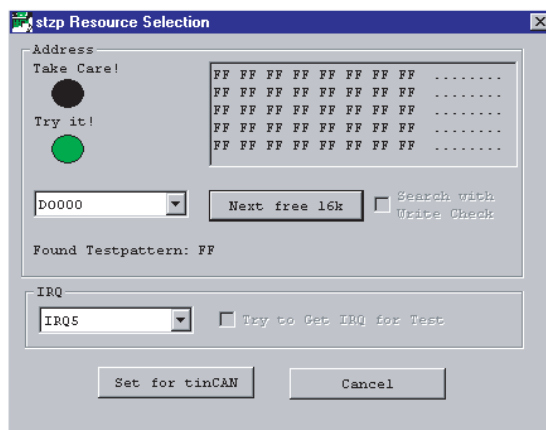 stzp Resource Selection
Address
Take Care!
Try it!
FF FF FF FF FF FF FF FF ........
FF FF FF FF FF FF FF FF ........
FF FF FF FF FF FF FF FF ........
FF FF FF FF FF FF FF FF ........
FF FF FF FF FF FF FF FF ........
D0000
Next free 16k
Search with
Write Check
Found Testpattern: FF
IRQ
IRQ5
Try to Get IRQ for Test
Set for tinCAN
Cancel